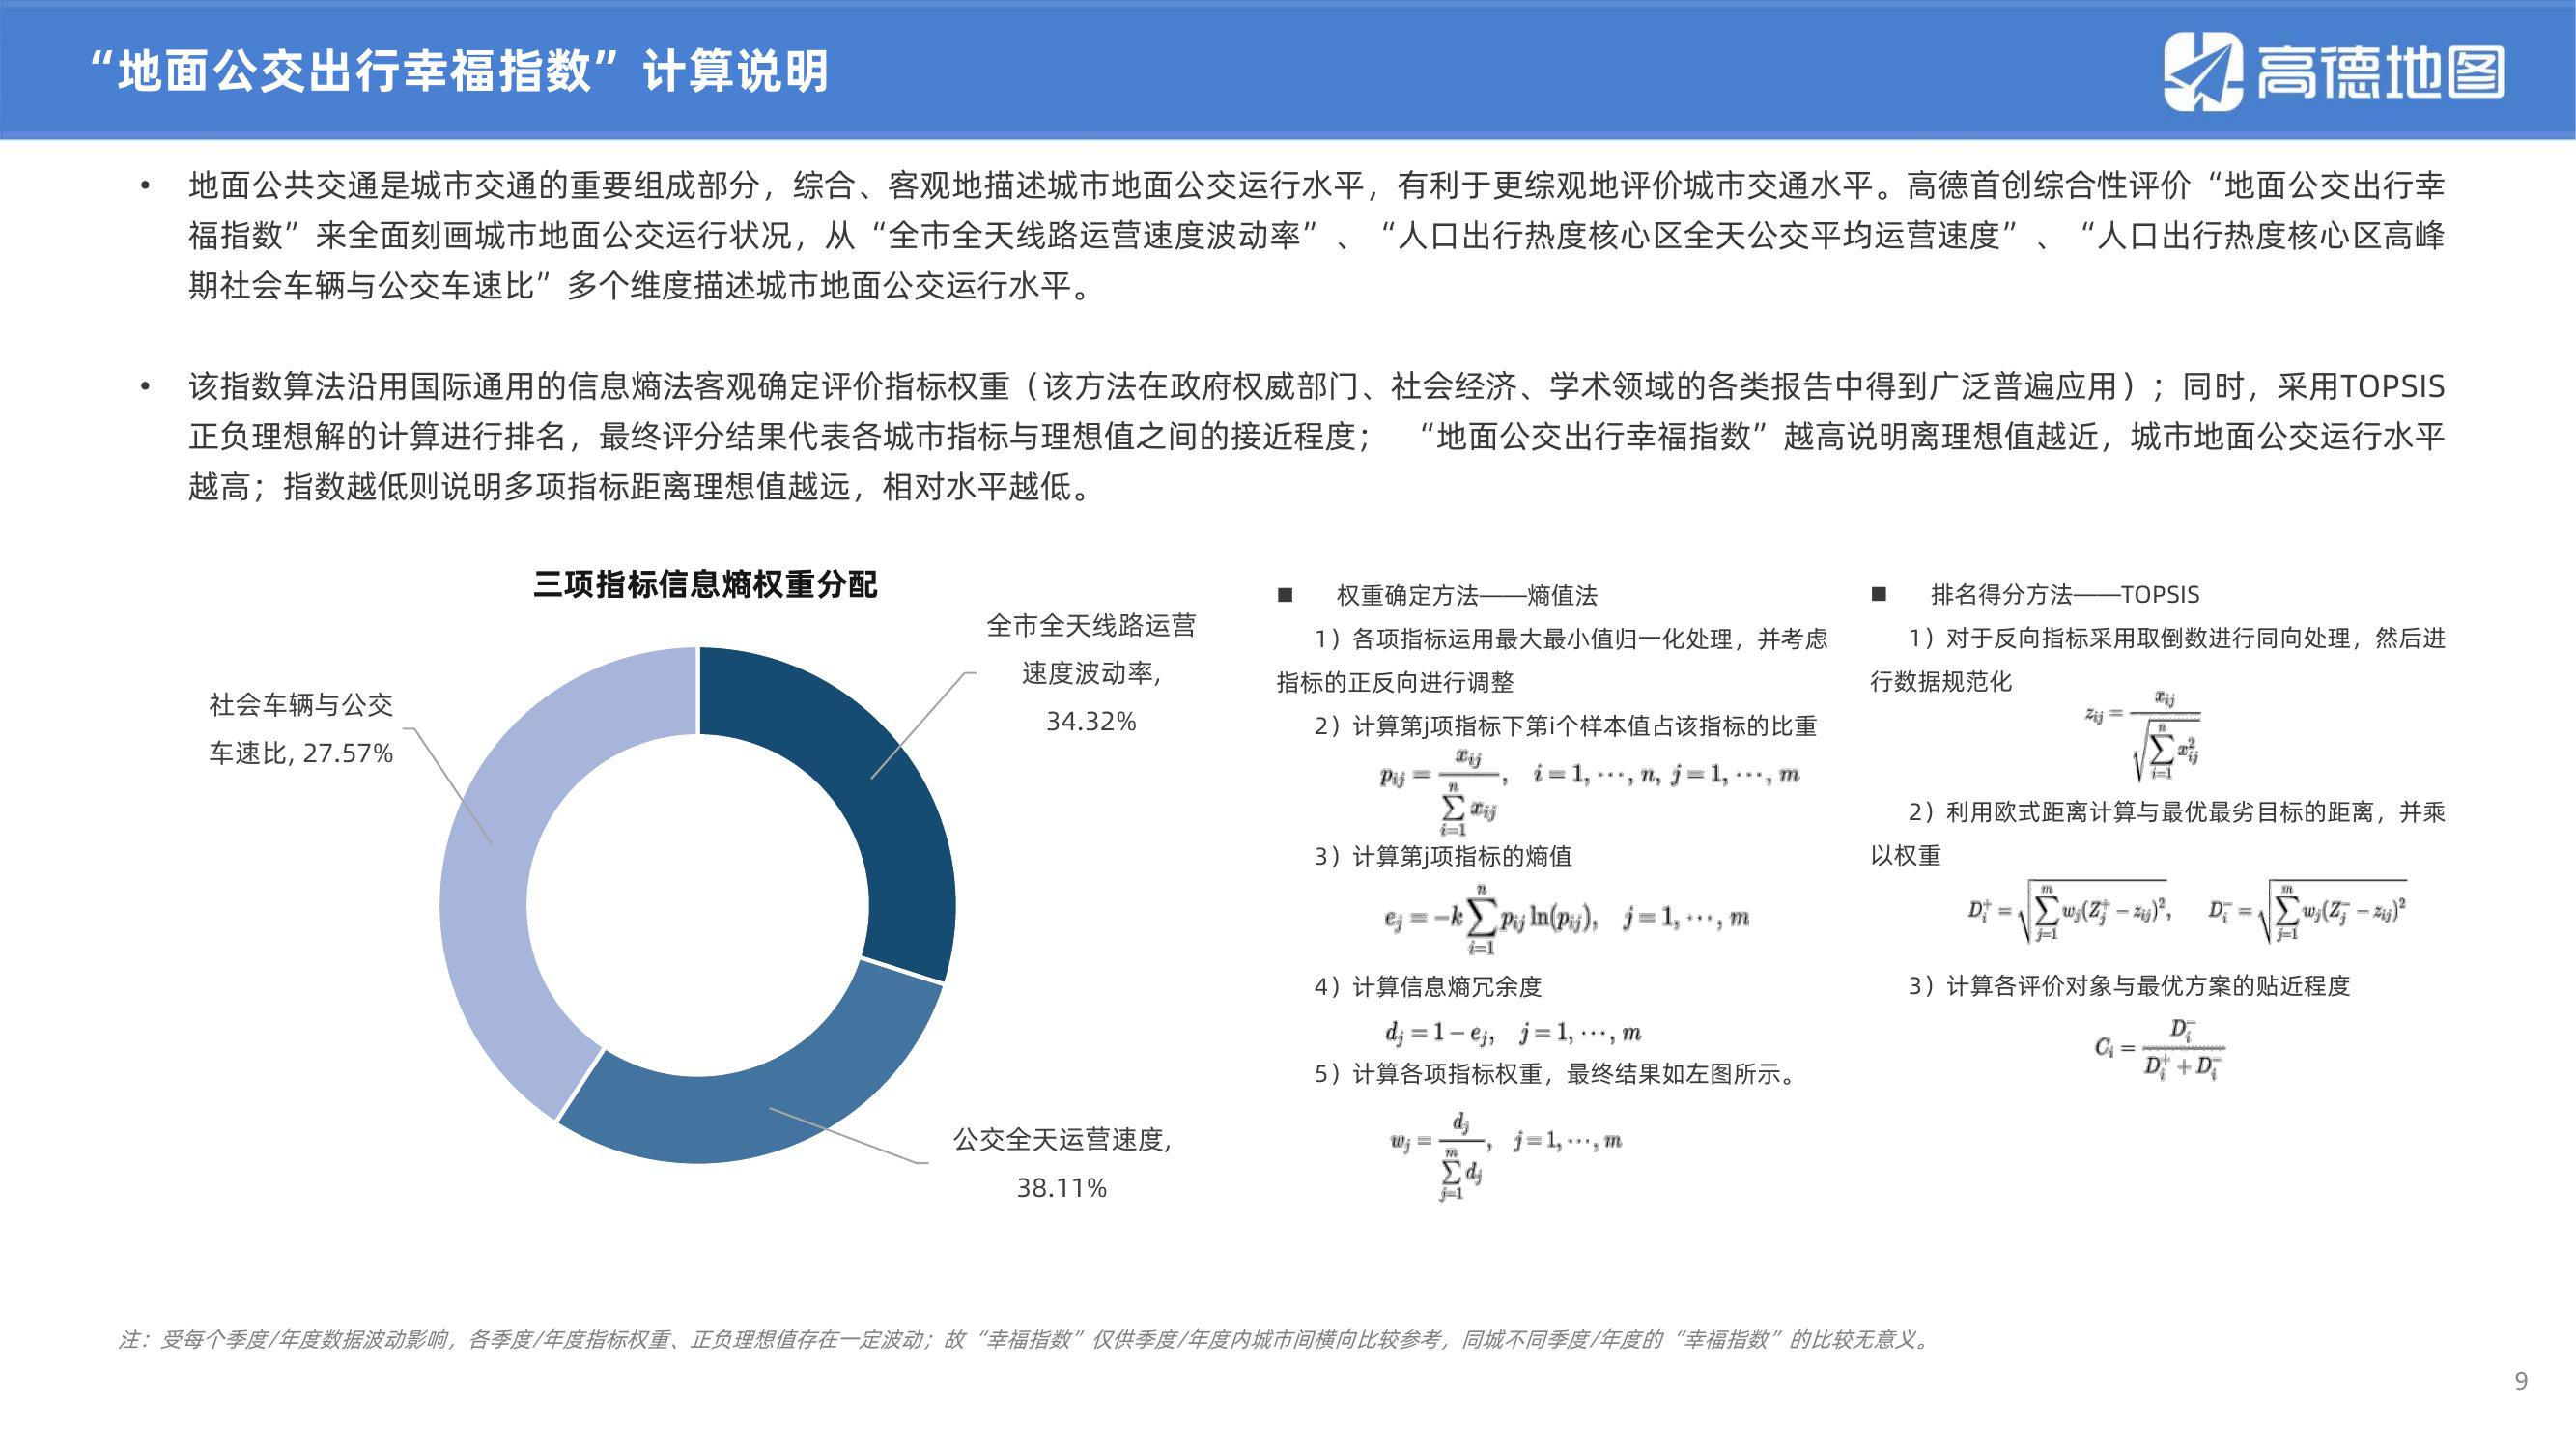 “地面公交出行幸福指数”计算说明
高德地图
• 地面公共交通是城市交通的重要组成部分，综合、客观地描述城市地面公交运行水平，有利于更综观地评价城市交通水平。高德首创综合性评价“地面公交出行幸
福指数”来全面刻画城市地面公交运行状况，从“全市全天线路运营速度波动率”、“人口出行热度核心区全天公交平均运营速度”、“人口出行热度核心区高峰
期社会车辆与公交车速比”多个维度描述城市地面公交运行水平。
• 该指数算法沿用国际通用的信息熵法客观确定评价指标权重（该方法在政府权威部门、社会经济、学术领域的各类报告中得到广泛普遍应用）；同时，采用TOPSIS
正负理想解的计算进行排名，最终评分结果代表各城市指标与理想值之间的接近程度； “地面公交出行幸福指数”越高说明离理想值越近，城市地面公交运行水平
越高；指数越低则说明多项指标距离理想值越远，相对水平越低。
三项指标信息熵权重分配
全市全天线路运营
速度波动率,
34.32%
社会车辆与公交
车速比, 27.57%
公交全天运营速度,
38.11%
■ 权重确定方法——熵值法
1）各项指标运用最大最小值归一化处理，并考虑
指标的正反向进行调整
2）计算第j项指标下第i个样本值占该指标的比重
p_{ij} = \frac{x_{ij}}{\sum_{i=1}^{n} x_{ij}}, i = 1, ⋯, n, j = 1, ⋯, m
3）计算第j项指标的熵值
e_j = -k \sum_{i=1}^{n} p_{ij} ln(p_{ij}), j = 1, ⋯, m
4）计算信息熵冗余度
d_j = 1 - e_j, j = 1, ⋯, m
5）计算各项指标权重，最终结果如左图所示。
w_j = \frac{d_j}{\sum_{j=1}^{m} d_j}, j = 1, ⋯, m
■ 排名得分方法——TOPSIS
1）对于反向指标采用取倒数进行同向处理，然后进
行数据规范化
z_{ij} = \frac{x_{ij}}{\sqrt{\sum_{i=1}^{n} x_{ij}^2}}
2）利用欧式距离计算与最优最劣目标的距离，并乘
以权重
D_i^+ = \sqrt{\sum_{j=1}^{m} w_j(Z_j^+ - z_{ij})^2}, D_i^- = \sqrt{\sum_{j=1}^{m} w_j(Z_j^- - z_{ij})^2}
3）计算各评价对象与最优方案的贴近程度
C_i = \frac{D_i^-}{D_i^+ + D_i^-}
注：受每个季度/年度数据波动影响，各季度/年度指标权重、正负理想值存在一定波动；故“幸福指数”仅供季度/年度内城市间横向比较参考，同城不同季度/年度的“幸福指数”的比较无意义。
9